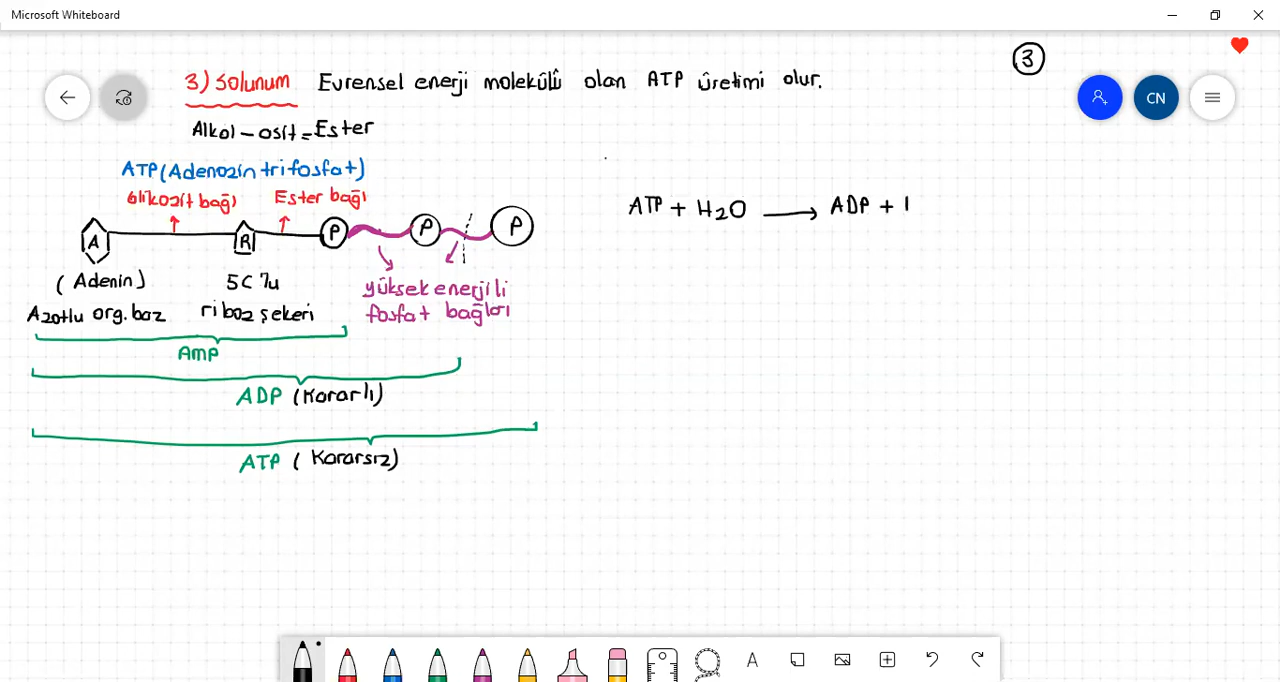 Microsoft Whiteboard
3
3) Solunum Evrensel enerji molekülü olan ATP üretimi olur.
CN
Alkol - asit = Ester
ATP (Adenozin trifosfat)
Glikozit bağı Ester bağı
ATP + H2O → ADP + 1
A R P P P
(Adenin) 5C'lu yüksek enerjili
Azotlu org. baz riboz şekeri fosfat bağları
AMP
ADP (Kararlı)
ATP (Kararsız)
A